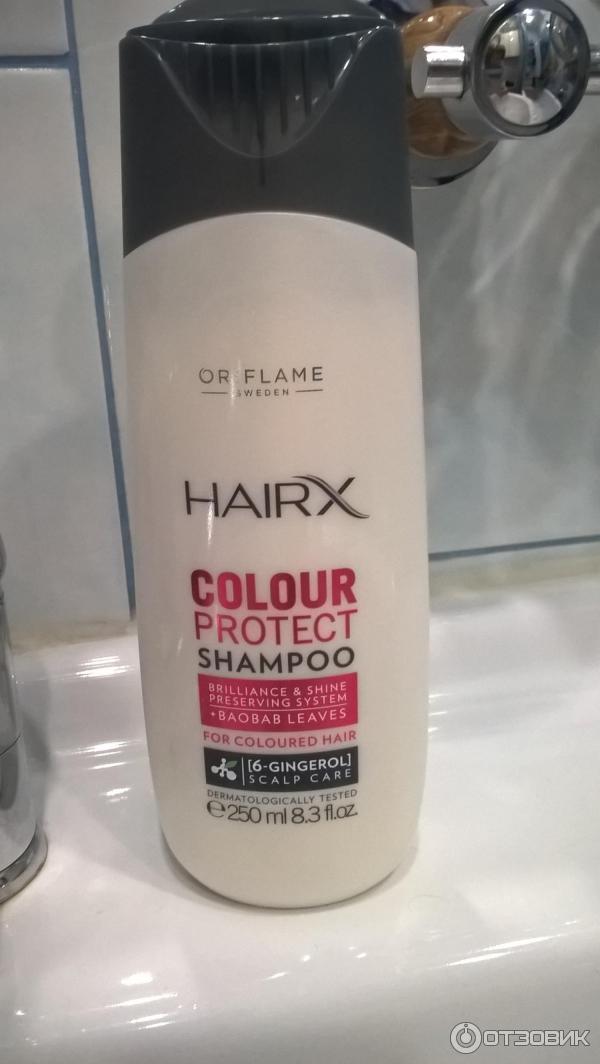 ORIFLAME
SWEDEN
HAIRX
COLOUR
PROTECT
SHAMPOO
BRILLIANCE & SHINE
PRESERVING SYSTEM
+BAOBAB LEAVES
FOR COLOURED HAIR
[6-GINGEROL]
SCALP CARE
DERMATOLOGICALLY TESTED
℮250 ml 8.3 fl.oz.
ОТЗОВИК